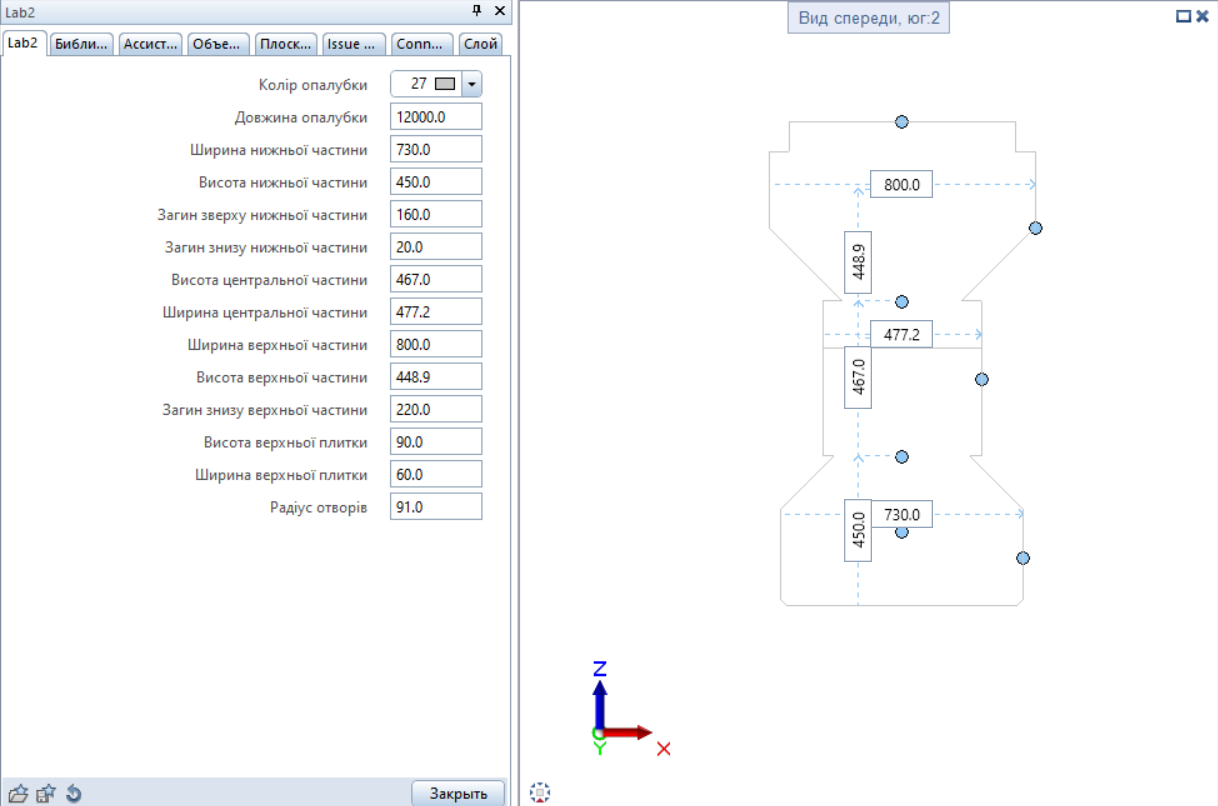 Lab2
Lab2 Библи... Ассист... Объе... Плоск... Issue ... Conn... Слой
Колір опалубки 27
Довжина опалубки 12000.0
Ширина нижньої частини 730.0
Висота нижньої частини 450.0
Загин зверху нижньої частини 160.0
Загин знизу нижньої частини 20.0
Висота центральної частини 467.0
Ширина центральної частини 477.2
Ширина верхньої частини 800.0
Висота верхньої частини 448.9
Загин знизу верхньої частини 220.0
Висота верхньої плитки 90.0
Ширина верхньої плитки 60.0
Радіус отворів 91.0
Закрыть
Вид спереди, юг:2
800.0
448.9
477.2
467.0
730.0
450.0
Z
Y
X